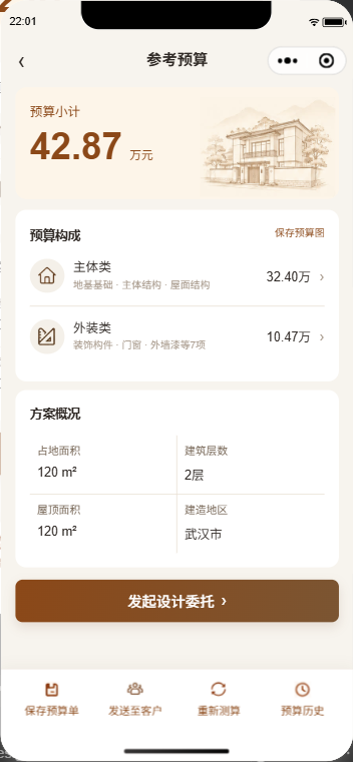 22:01
参考预算
预算小计
42.87 万元
预算构成
保存预算图
主体类
地基基础 · 主体结构 · 屋面结构
32.40万
外装类
装饰构件 · 门窗 · 外墙漆等7项
10.47万
方案概况
占地面积
120 m²
建筑层数
2层
屋顶面积
120 m²
建造地区
武汉市
发起设计委托
保存预算单
发送至客户
重新测算
预算历史